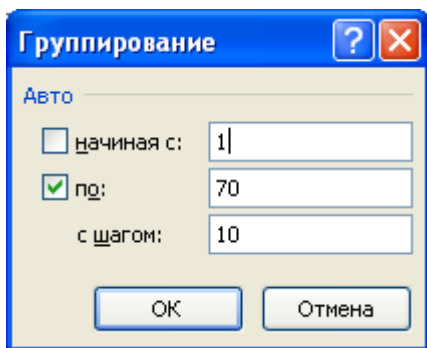 Группирование
Авто
начиная с: 1
по: 70
с шагом: 10
ОК Отмена